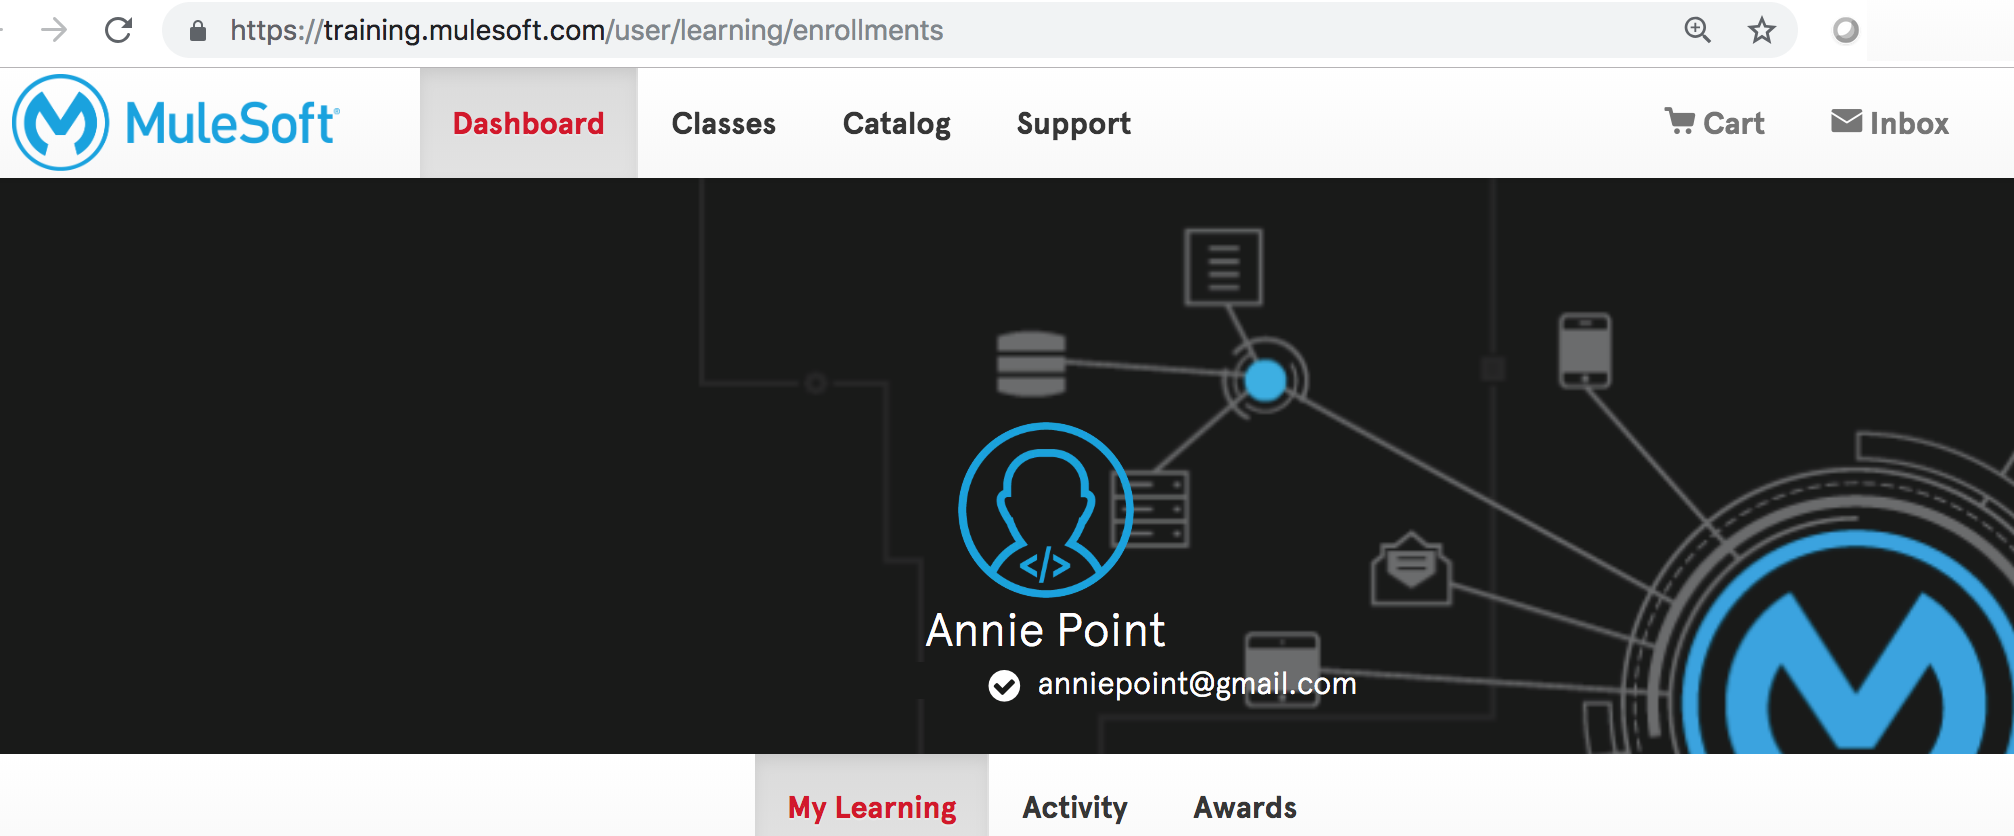 https://training.mulesoft.com/user/learning/enrollments
MuleSoft® Dashboard Classes Catalog Support Cart Inbox
</>
Annie Point
anniepoint@gmail.com
My Learning Activity Awards